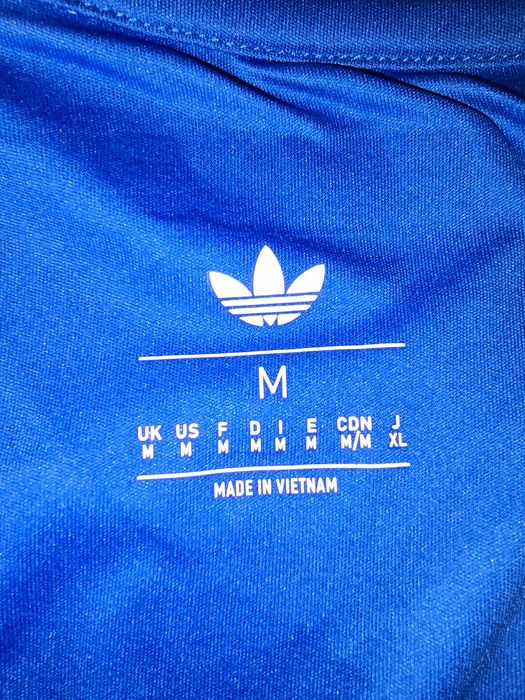 M
UK US F D I E CDN J
M M M M M M M/M XL
MADE IN VIETNAM